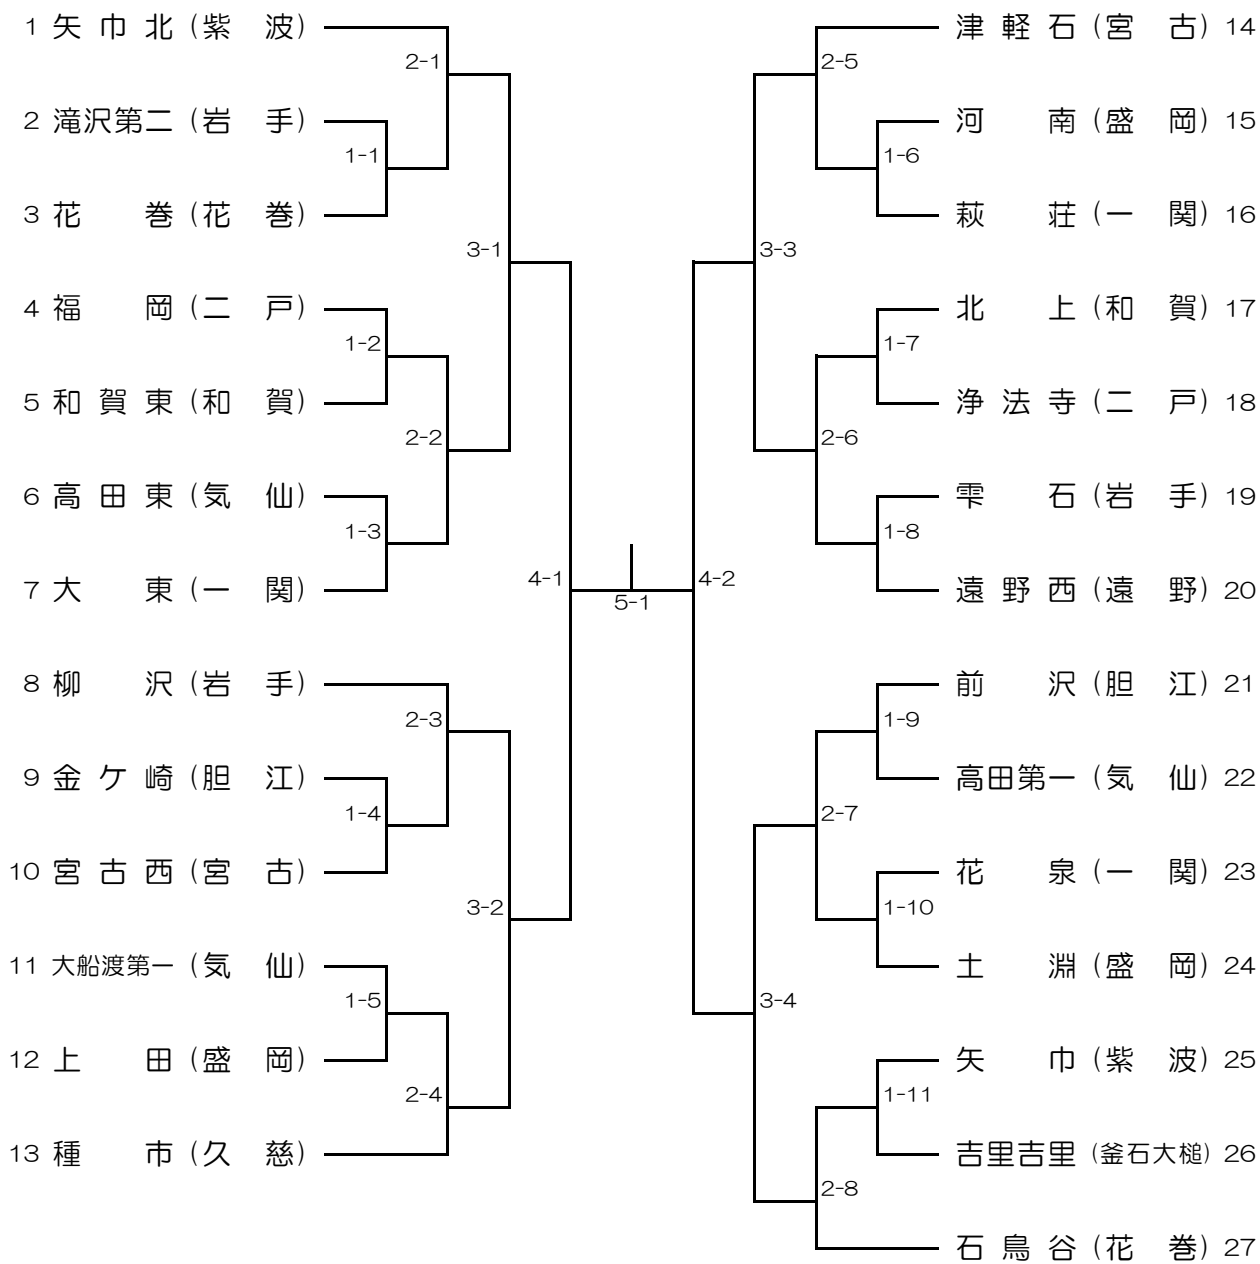 1 矢巾北(紫波)
2-1
2 滝沢第二(岩手)
1-1
3 花巻(花巻)
3-1
4 福岡(二戸)
1-2
5 和賀東(和賀)
2-2
6 高田東(気仙)
1-3
7 大東(一関)
4-1
8 柳沢(岩手)
2-3
9 金ケ崎(胆江)
1-4
10 宮古西(宮古)
3-2
11 大船渡第一(気仙)
1-5
12 上田(盛岡)
2-4
13 種市(久慈)
5-1
津軽石(宮古) 14
2-5
河南(盛岡) 15
1-6
萩荘(一関) 16
3-3
北上(和賀) 17
1-7
浄法寺(二戸) 18
2-6
雫石(岩手) 19
1-8
遠野西(遠野) 20
4-2
前沢(胆江) 21
1-9
高田第一(気仙) 22
2-7
花泉(一関) 23
1-10
土淵(盛岡) 24
3-4
矢巾(紫波) 25
1-11
吉里吉里(釜石大槌) 26
2-8
石鳥谷(花巻) 27